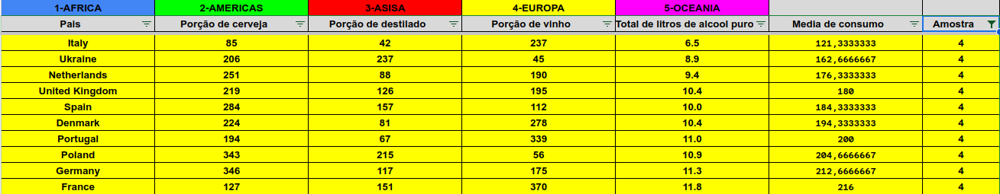 1-AFRICA 2-AMERICAS 3-ASISA 4-EUROPA 5-OCEANIA
Pais Porção de cerveja Porção de destilado Porção de vinho Total de litros de alcool puro Media de consumo Amostra
Italy 85 42 237 6.5 121,3333333 4
Ukraine 206 237 45 8.9 162,6666667 4
Netherlands 251 88 190 9.4 176,3333333 4
United Kingdom 219 126 195 10.4 180 4
Spain 284 157 112 10.0 184,3333333 4
Denmark 224 81 278 10.4 194,3333333 4
Portugal 194 67 339 11.0 200 4
Poland 343 215 56 10.9 204,6666667 4
Germany 346 117 175 11.3 212,6666667 4
France 127 151 370 11.8 216 4